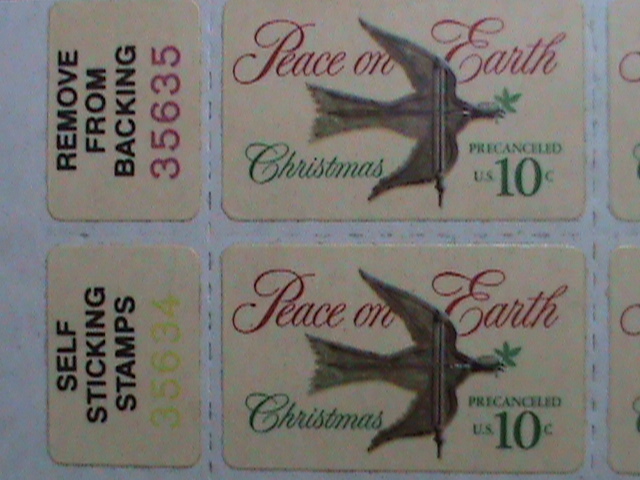 REMOVE
FROM
BACKING
35635
Peace on Earth
Christmas
PRECANCELED
U.S. 10c
SELF
STICKING
STAMPS
35634
Peace on Earth
Christmas
PRECANCELED
U.S. 10c